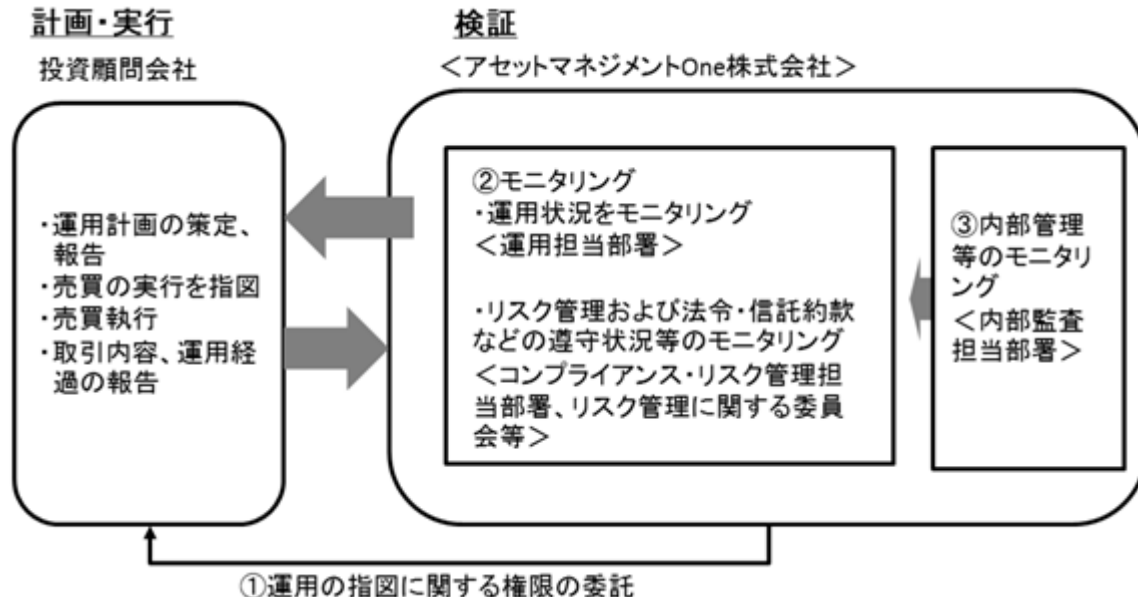 計画・実行
投資顧問会社
・運用計画の策定、
報告
・売買の実行を指図
・売買執行
・取引内容、運用経
過の報告
検証
＜アセットマネジメントOne株式会社＞
②モニタリング
・運用状況をモニタリング
＜運用担当部署＞
・リスク管理および法令・信託約款
などの遵守状況等のモニタリング
＜コンプライアンス・リスク管理担
当部署、リスク管理に関する委員
会等＞
③内部管理
等のモニタリ
ング
＜内部監査
担当部署＞
①運用の指図に関する権限の委託